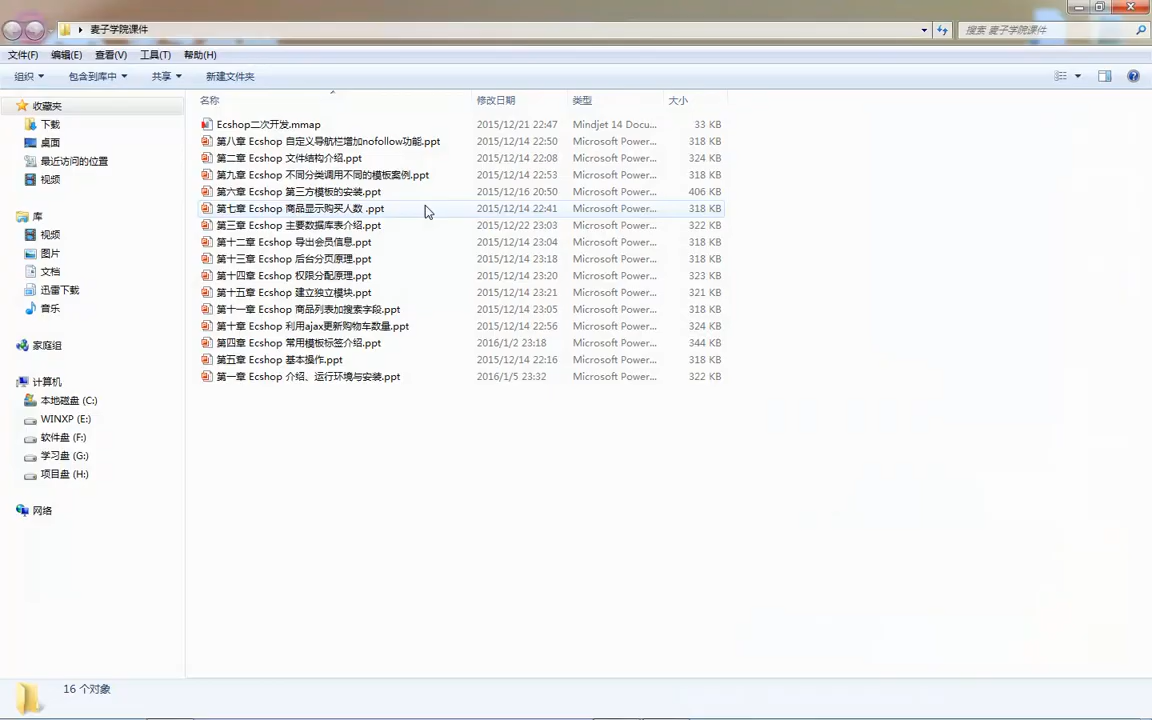 麦子学院课件
搜索 麦子学院课件
文件(F) 编辑(E) 查看(V) 工具(T) 帮助(H)
组织 包含到库中 共享 新建文件夹
名称 修改日期 类型 大小
Ecshop二次开发.mmap 2015/12/21 22:47 Mindjet 14 Docu... 33 KB
第八章 Ecshop 自定义导航栏增加nofollow功能.ppt 2015/12/14 22:50 Microsoft Power... 318 KB
第二章 Ecshop 文件结构介绍.ppt 2015/12/14 22:08 Microsoft Power... 324 KB
第九章 Ecshop 不同分类调用不同的模板案例.ppt 2015/12/14 22:53 Microsoft Power... 318 KB
第六章 Ecshop 第三方模板的安装.ppt 2015/12/16 20:50 Microsoft Power... 406 KB
第七章 Ecshop 商品显示购买人数 .ppt 2015/12/14 22:41 Microsoft Power... 318 KB
第三章 Ecshop 主要数据库表介绍.ppt 2015/12/22 23:03 Microsoft Power... 322 KB
第十二章 Ecshop 导出会员信息.ppt 2015/12/14 23:04 Microsoft Power... 318 KB
第十三章 Ecshop 后台分页原理.ppt 2015/12/14 23:18 Microsoft Power... 318 KB
第十四章 Ecshop 权限分配原理.ppt 2015/12/14 23:20 Microsoft Power... 323 KB
第十五章 Ecshop 建立独立模块.ppt 2015/12/14 23:21 Microsoft Power... 321 KB
第十一章 Ecshop 商品列表加搜素字段.ppt 2015/12/14 23:05 Microsoft Power... 318 KB
第十章 Ecshop 利用ajax更新购物车数量.ppt 2015/12/14 22:56 Microsoft Power... 324 KB
第四章 Ecshop 常用模板标签介绍.ppt 2016/1/2 23:18 Microsoft Power... 344 KB
第五章 Ecshop 基本操作.ppt 2015/12/14 22:16 Microsoft Power... 318 KB
第一章 Ecshop 介绍、运行环境与安装.ppt 2016/1/5 23:32 Microsoft Power... 322 KB
收藏夹
下载
桌面
最近访问的位置
视频
库
视频
图片
文档
迅雷下载
音乐
家庭组
计算机
本地磁盘 (C:)
WINXP (E:)
软件盘 (F:)
学习盘 (G:)
项目盘 (H:)
网络
16 个对象